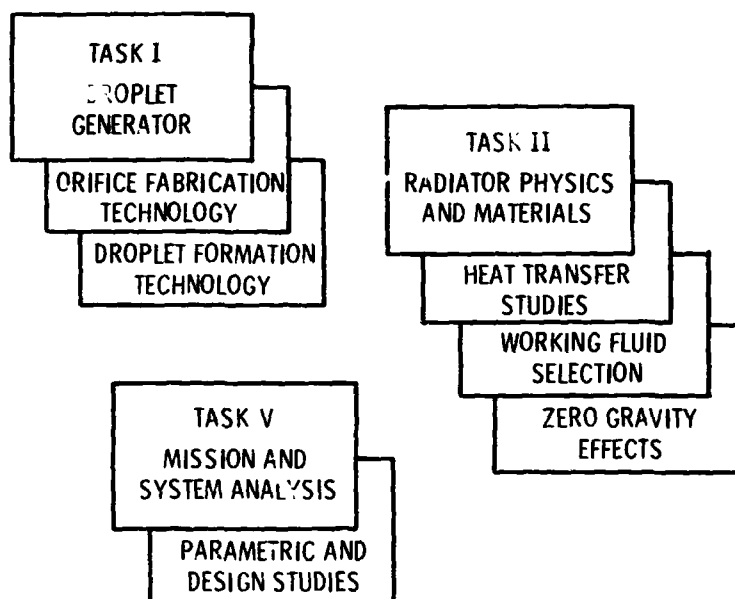 TASK I
DROPLET
GENERATOR
ORIFICE FABRICATION
TECHNOLOGY
DROPLET FORMATION
TECHNOLOGY
TASK II
RADIATOR PHYSICS
AND MATERIALS
HEAT TRANSFER
STUDIES
WORKING FLUID
SELECTION
ZERO GRAVITY
EFFECTS
TASK V
MISSION AND
SYSTEM ANALYSIS
PARAMETRIC AND
DESIGN STUDIES